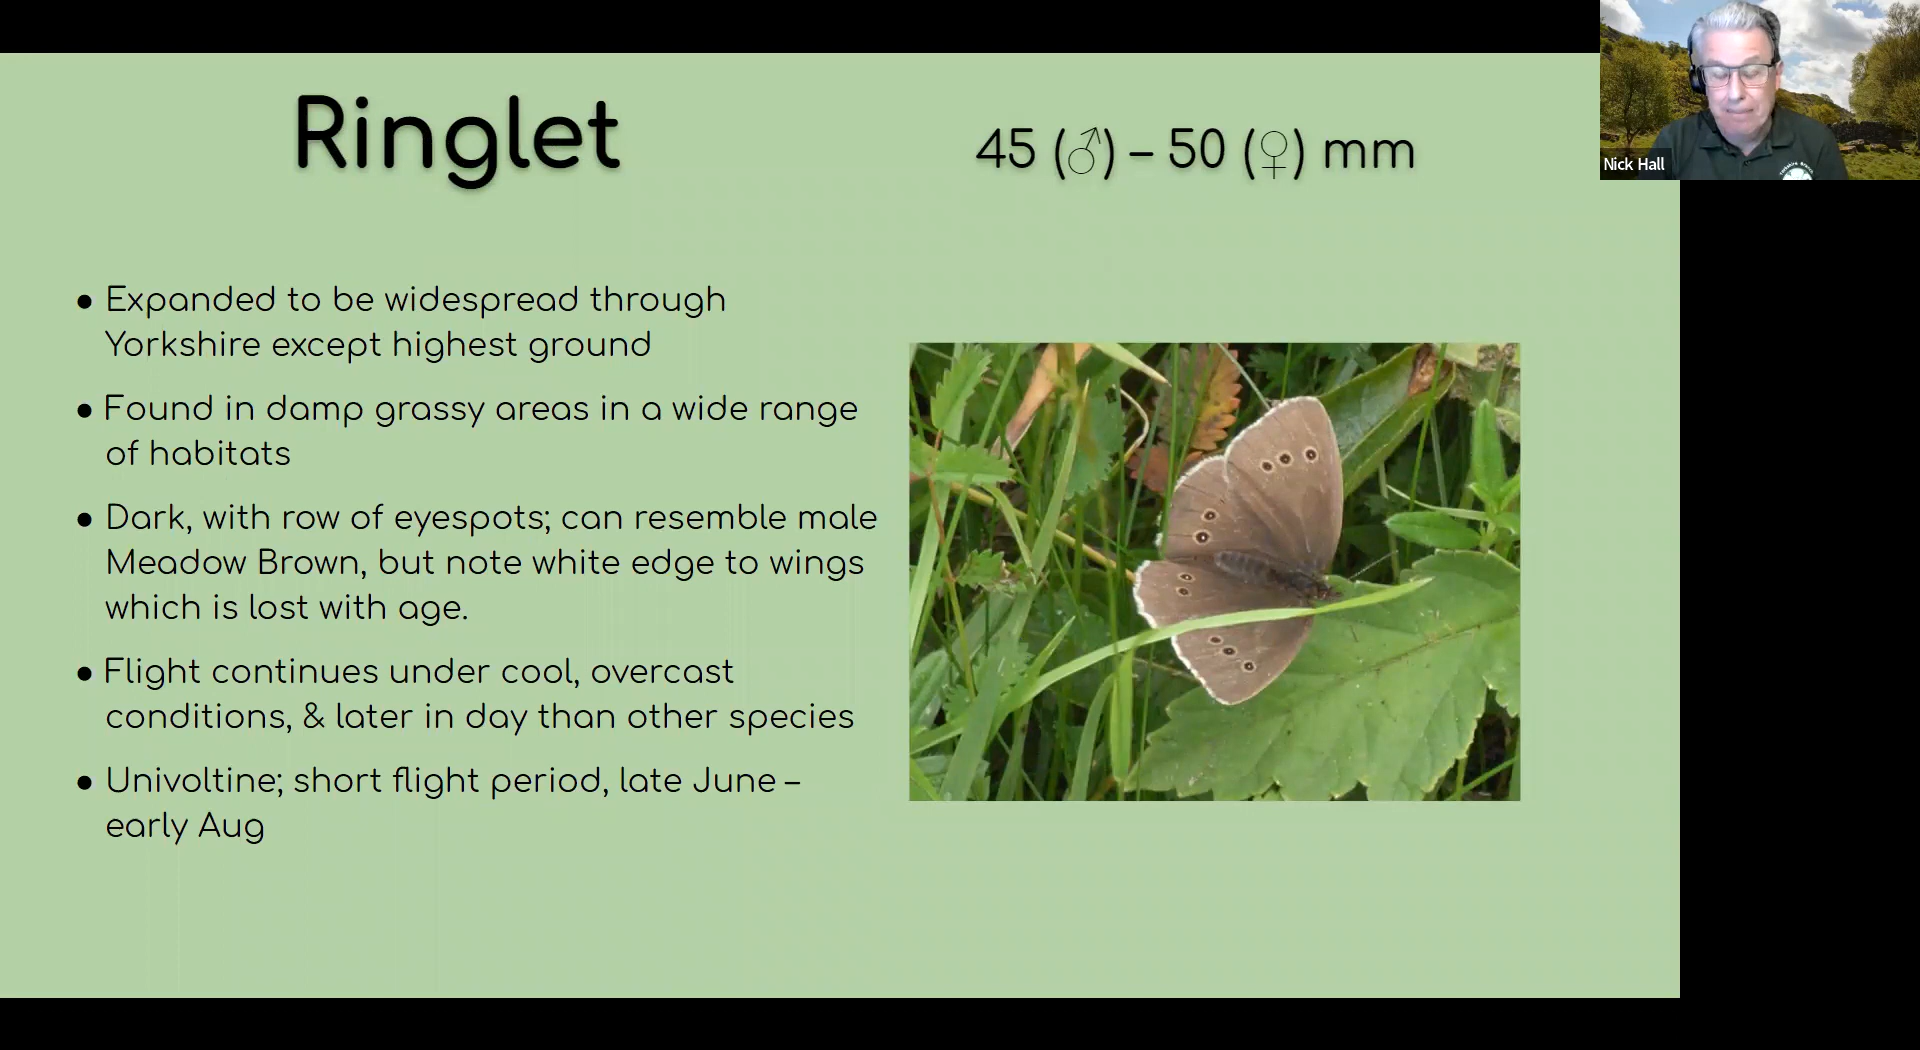 Ringlet
45 (♂) – 50 (♀) mm
Nick Hall
● Expanded to be widespread through
Yorkshire except highest ground
● Found in damp grassy areas in a wide range
of habitats
● Dark, with row of eyespots; can resemble male
Meadow Brown, but note white edge to wings
which is lost with age.
● Flight continues under cool, overcast
conditions, & later in day than other species
● Univoltine; short flight period, late June –
early Aug